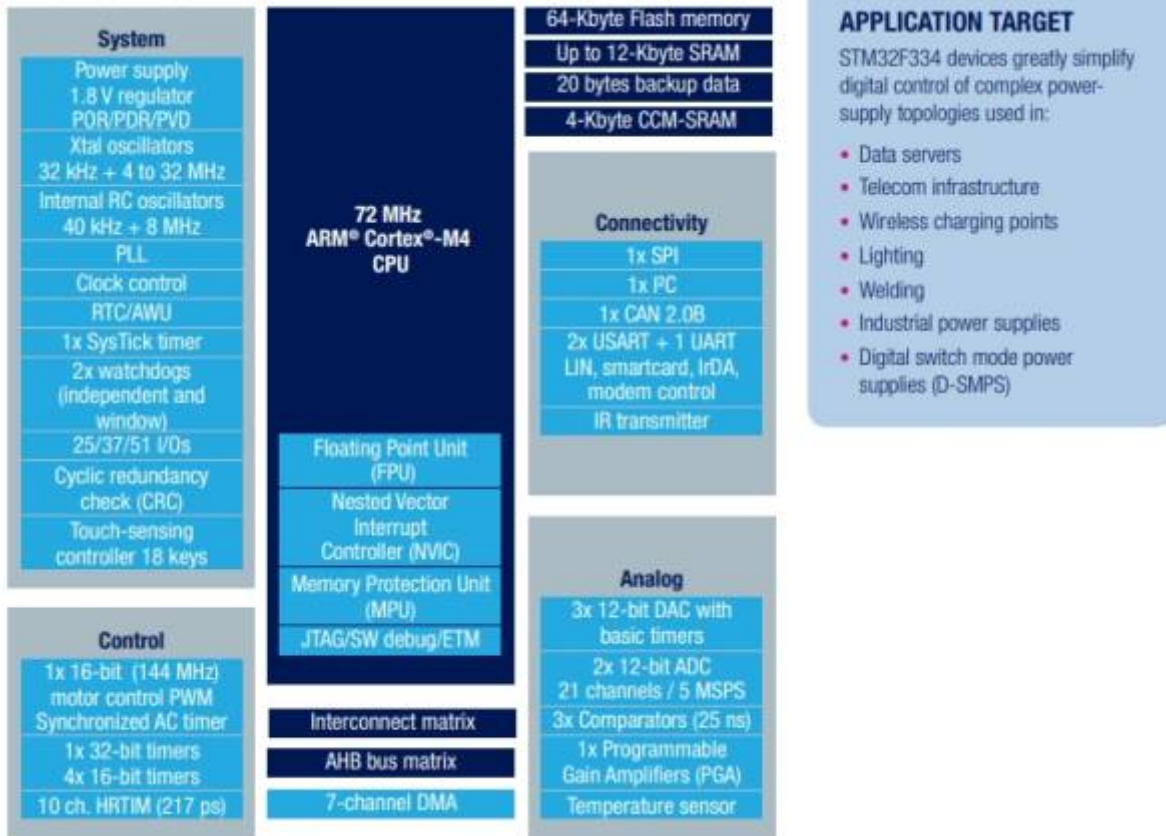 System
Power supply
1.8 V regulator
POR/PDR/PVD
Xtal oscillators
32 kHz + 4 to 32 MHz
Internal RC oscillators
40 kHz + 8 MHz
PLL
Clock control
RTC/AWU
1x SysTick timer
2x watchdogs
(independent and
window)
25/37/51 I/Os
Cyclic redundancy
check (CRC)
Touch-sensing
controller 18 keys
Control
1x 16-bit (144 MHz)
motor control PWM
Synchronized AC timer
1x 32-bit timers
4x 16-bit timers
10 ch. HRTIM (217 ps)
72 MHz
ARM® Cortex®-M4
CPU
Floating Point Unit
(FPU)
Nested Vector
Interrupt
Controller (NVIC)
Memory Protection Unit
(MPU)
JTAG/SW debug/ETM
Interconnect matrix
AHB bus matrix
7-channel DMA
64-Kbyte Flash memory
Up to 12-Kbyte SRAM
20 bytes backup data
4-Kbyte CCM-SRAM
Connectivity
1x SPI
1x I²C
1x CAN 2.0B
2x USART + 1 UART
LIN, smartcard, IrDA,
modem control
IR transmitter
Analog
3x 12-bit DAC with
basic timers
2x 12-bit ADC
21 channels / 5 MSPS
3x Comparators (25 ns)
1x Programmable
Gain Amplifiers (PGA)
Temperature sensor
APPLICATION TARGET
STM32F334 devices greatly simplify
digital control of complex power-
supply topologies used in:
• Data servers
• Telecom infrastructure
• Wireless charging points
• Lighting
• Welding
• Industrial power supplies
• Digital switch mode power
supplies (D-SMPS)